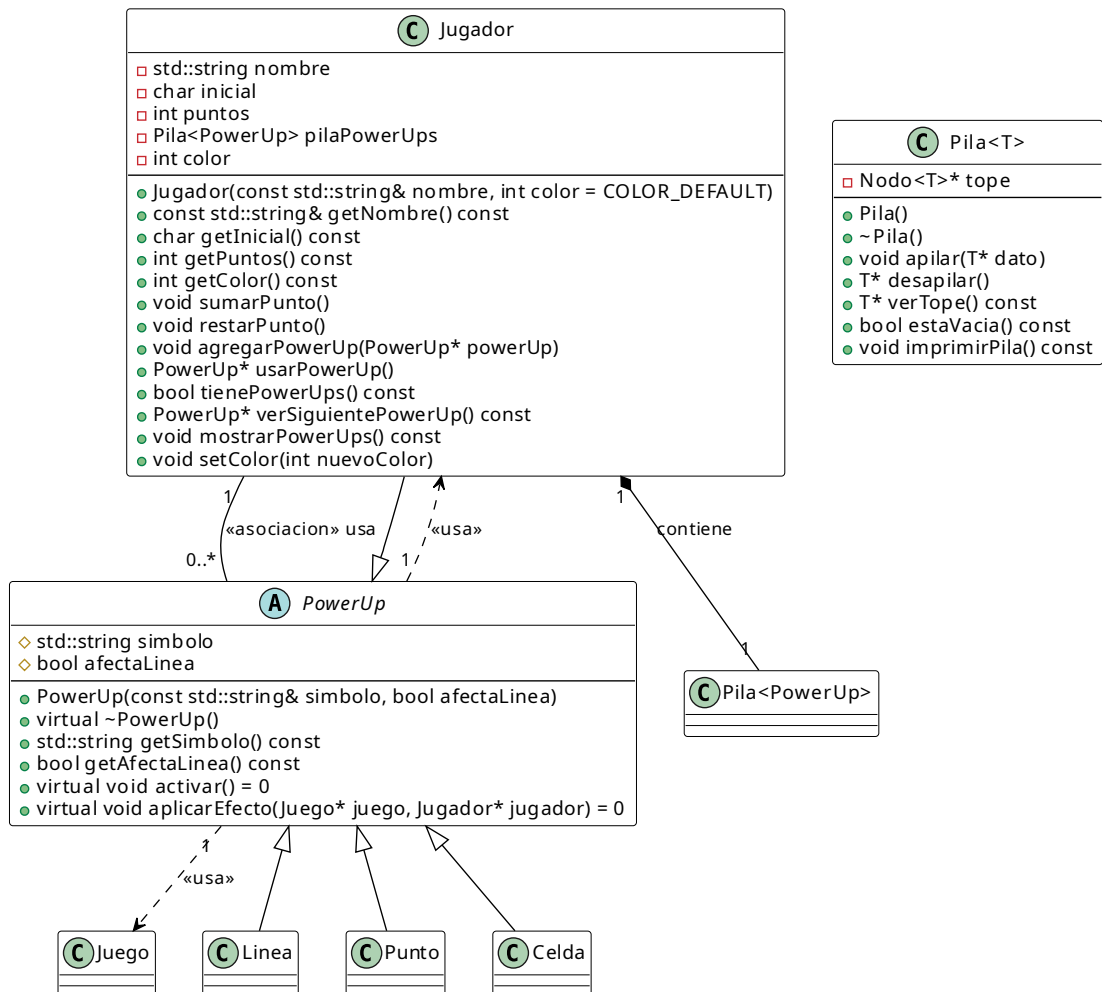 C Jugador
std::string nombre
char inicial
int puntos
Pila<PowerUp> pilaPowerUps
int color
Jugador(const std::string& nombre, int color = COLOR_DEFAULT)
const std::string& getNombre() const
char getInicial() const
int getPuntos() const
int getColor() const
void sumarPunto()
void restarPunto()
void agregarPowerUp(PowerUp* powerUp)
PowerUp* usarPowerUp()
bool tienePowerUps() const
PowerUp* verSiguientePowerUp() const
void mostrarPowerUps() const
void setColor(int nuevoColor)
C Pila<T>
Nodo<T>* tope
Pila()
~Pila()
void apilar(T* dato)
T* desapilar()
T* verTope() const
bool estaVacia() const
void imprimirPila() const
1
1
«asociacion» usa
«usa»
contiene
0..*
1
1
A PowerUp
std::string simbolo
bool afectaLinea
PowerUp(const std::string& simbolo, bool afectaLinea)
virtual ~PowerUp()
std::string getSimbolo() const
bool getAfectaLinea() const
virtual void activar() = 0
virtual void aplicarEfecto(Juego* juego, Jugador* jugador) = 0
C Pila<PowerUp>
1
«usa»
C Juego
C Linea
C Punto
C Celda